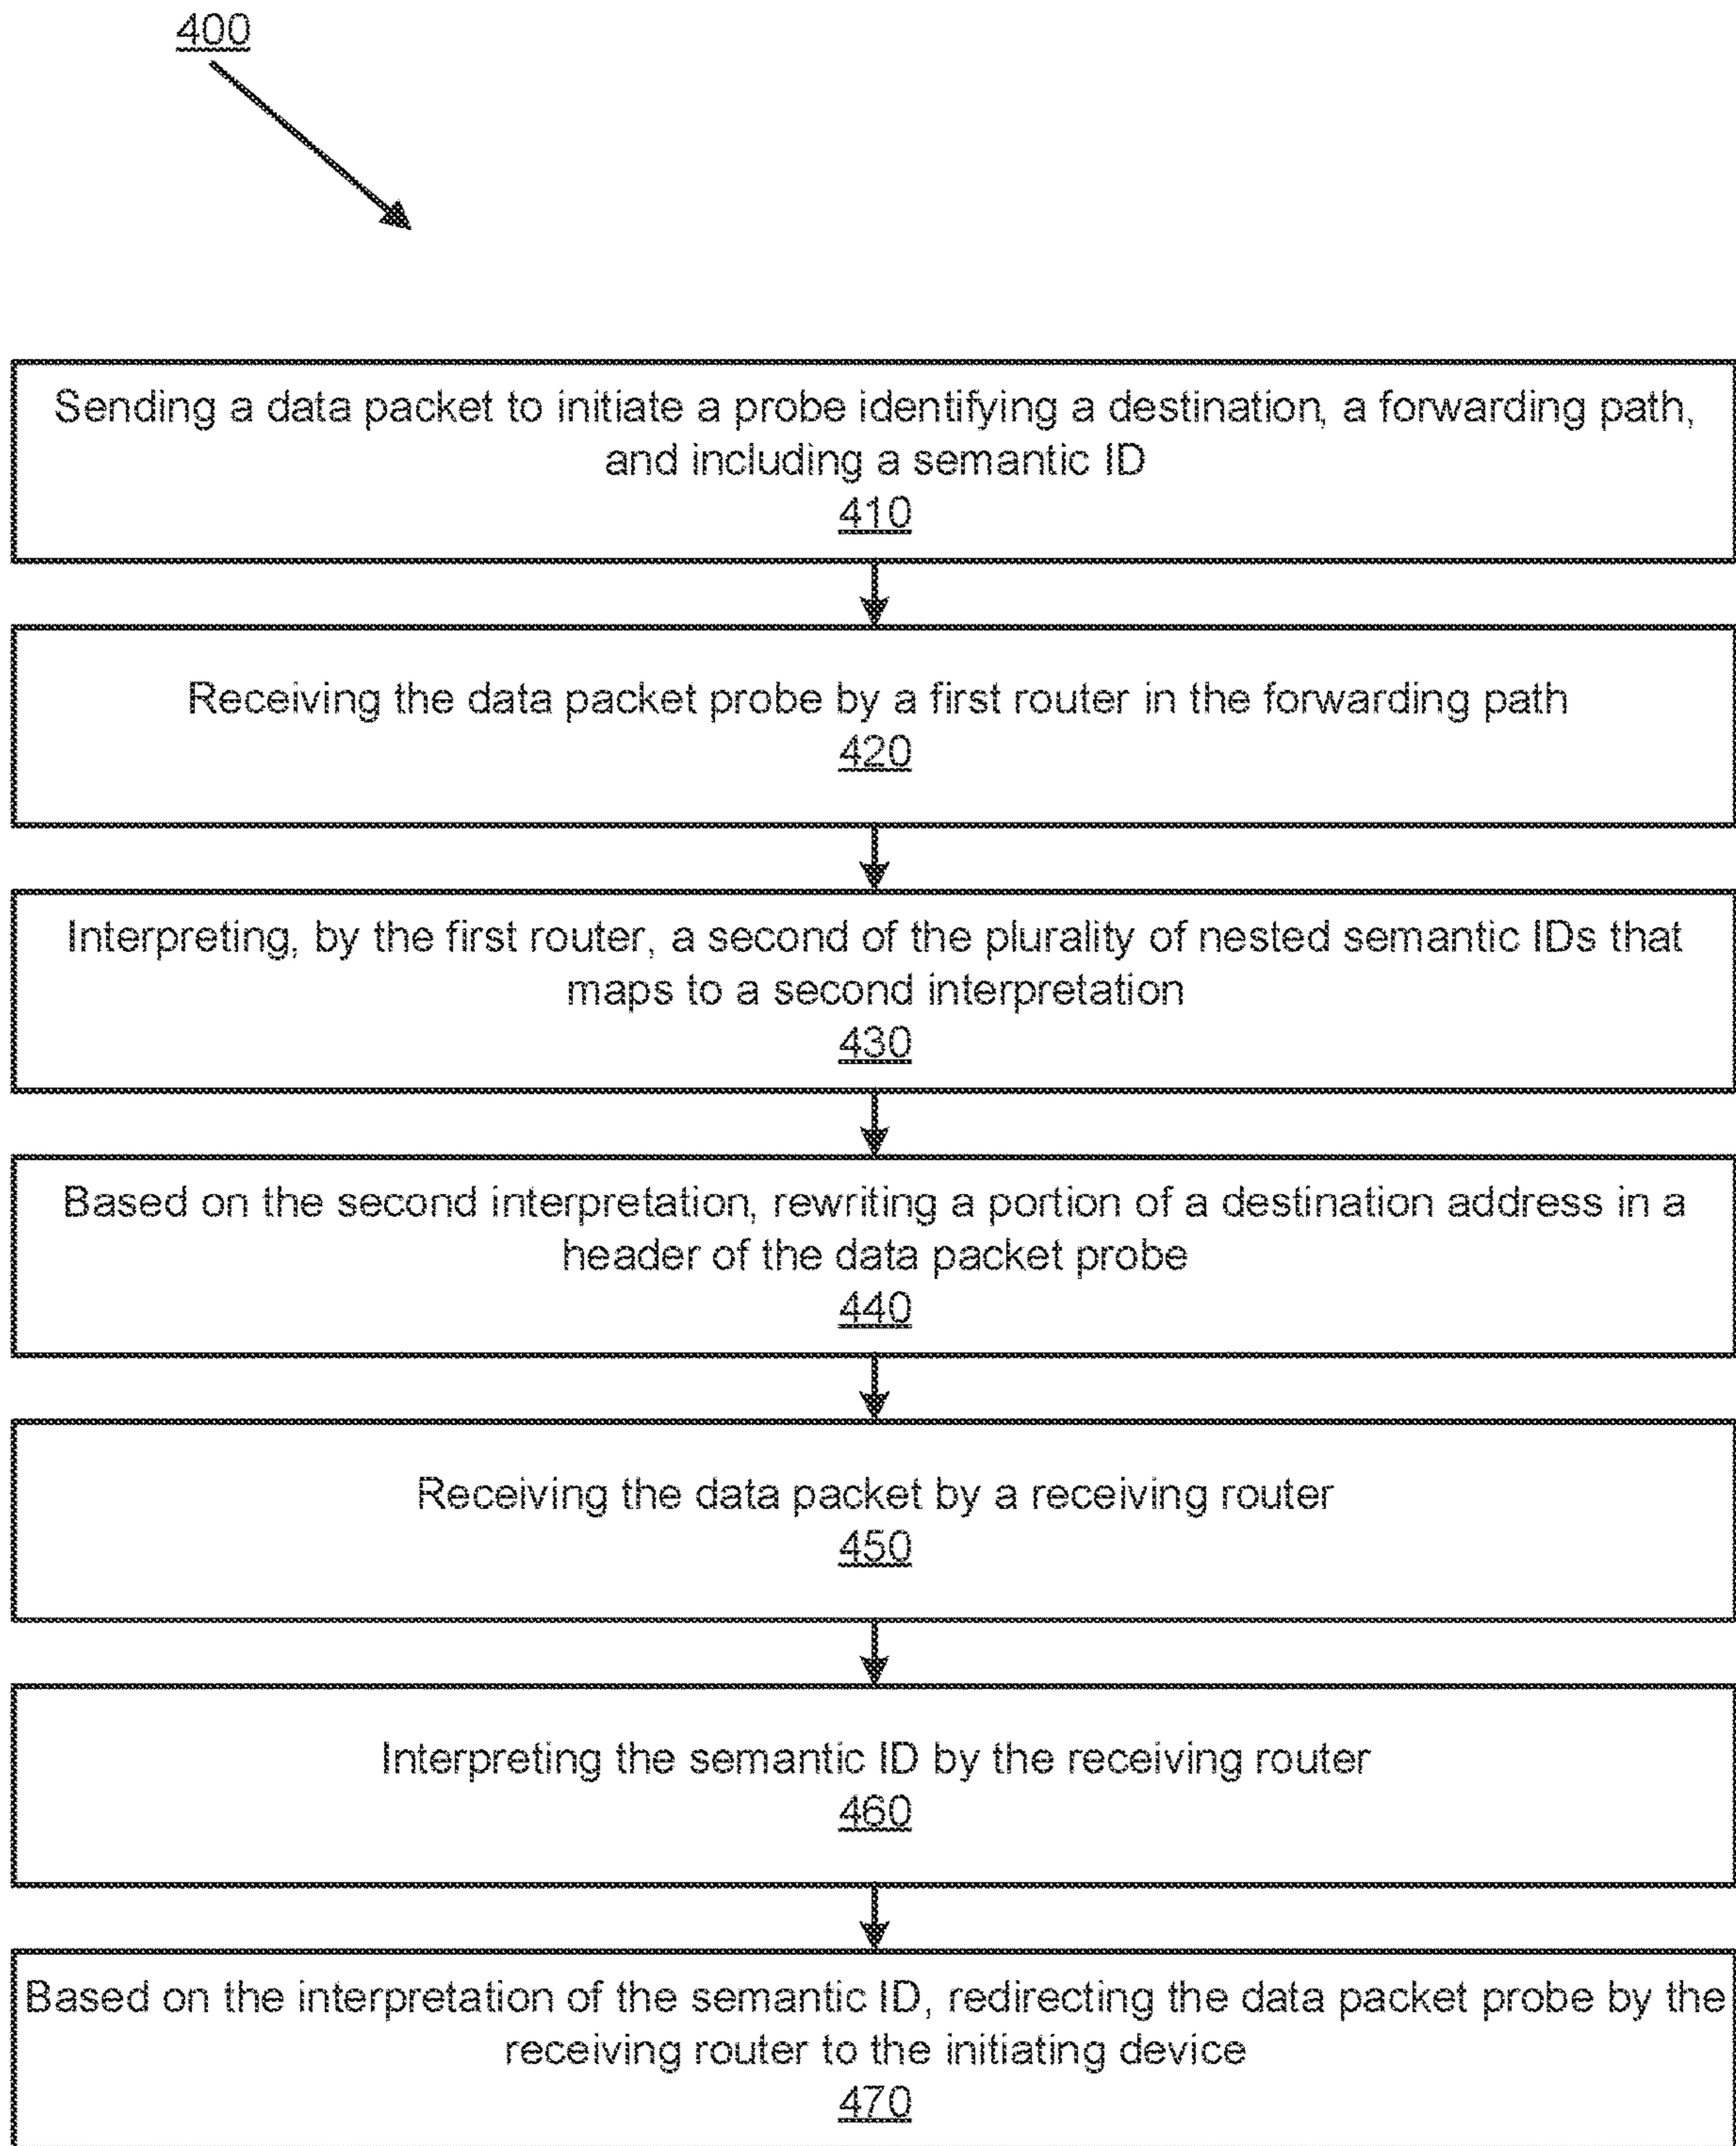 400
Sending a data packet to initiate a probe identifying a destination, a forwarding path,
and including a semantic ID
410
Receiving the data packet probe by a first router in the forwarding path
420
Interpreting, by the first router, a second of the plurality of nested semantic IDs that
maps to a second interpretation
430
Based on the second interpretation, rewriting a portion of a destination address in a
header of the data packet probe
440
Receiving the data packet by a receiving router
450
Interpreting the semantic ID by the receiving router
460
Based on the interpretation of the semantic ID, redirecting the data packet probe by the
receiving router to the initiating device
470